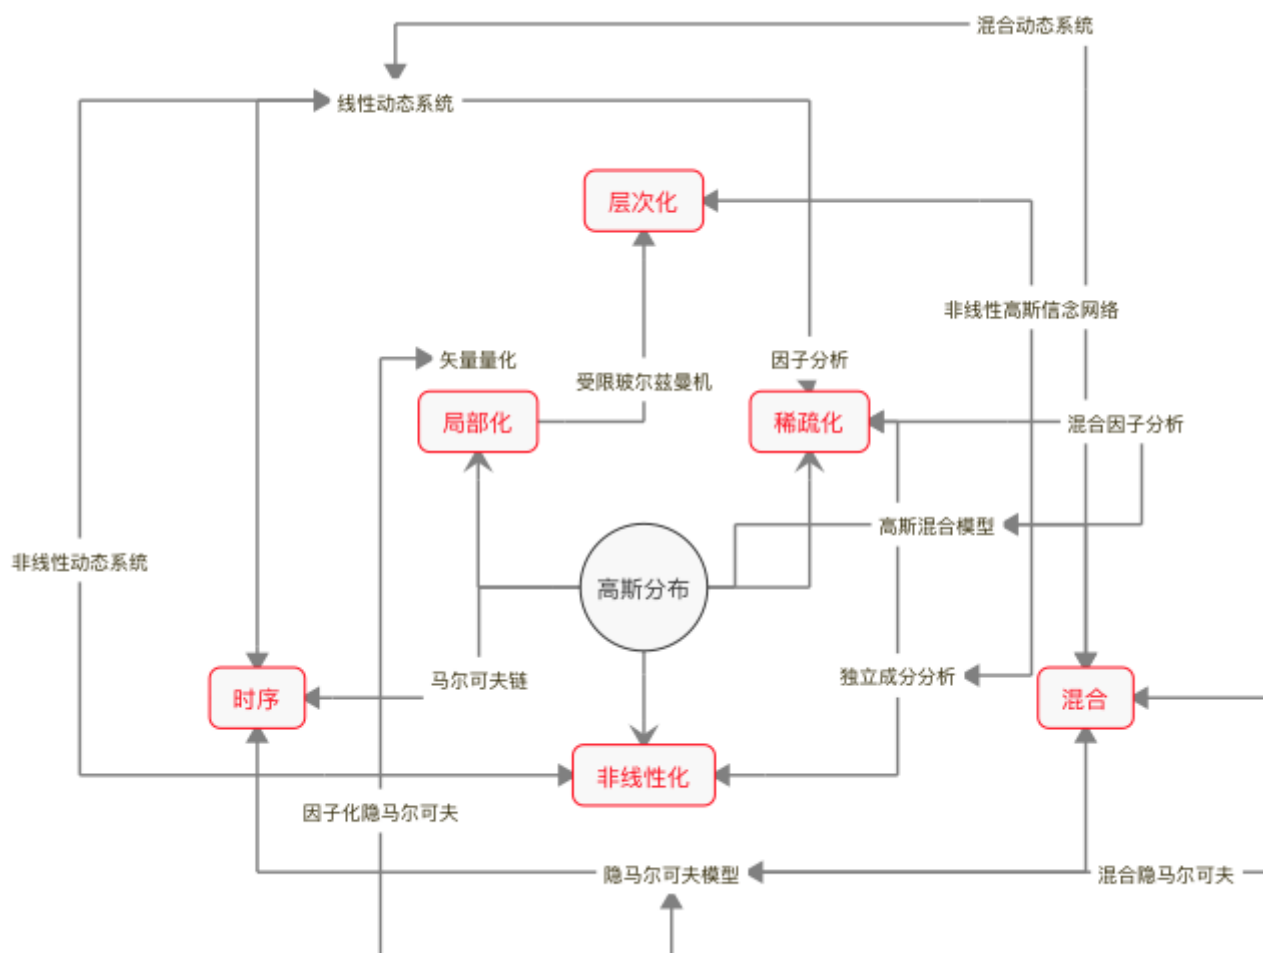 混合动态系统
线性动态系统
层次化
非线性高斯信念网络
矢量量化
因子分析
受限玻尔兹曼机
局部化
稀疏化
混合因子分析
高斯混合模型
非线性动态系统
高斯分布
马尔可夫链
独立成分分析
时序
混合
非线性化
因子化隐马尔可夫
隐马尔可夫模型
混合隐马尔可夫